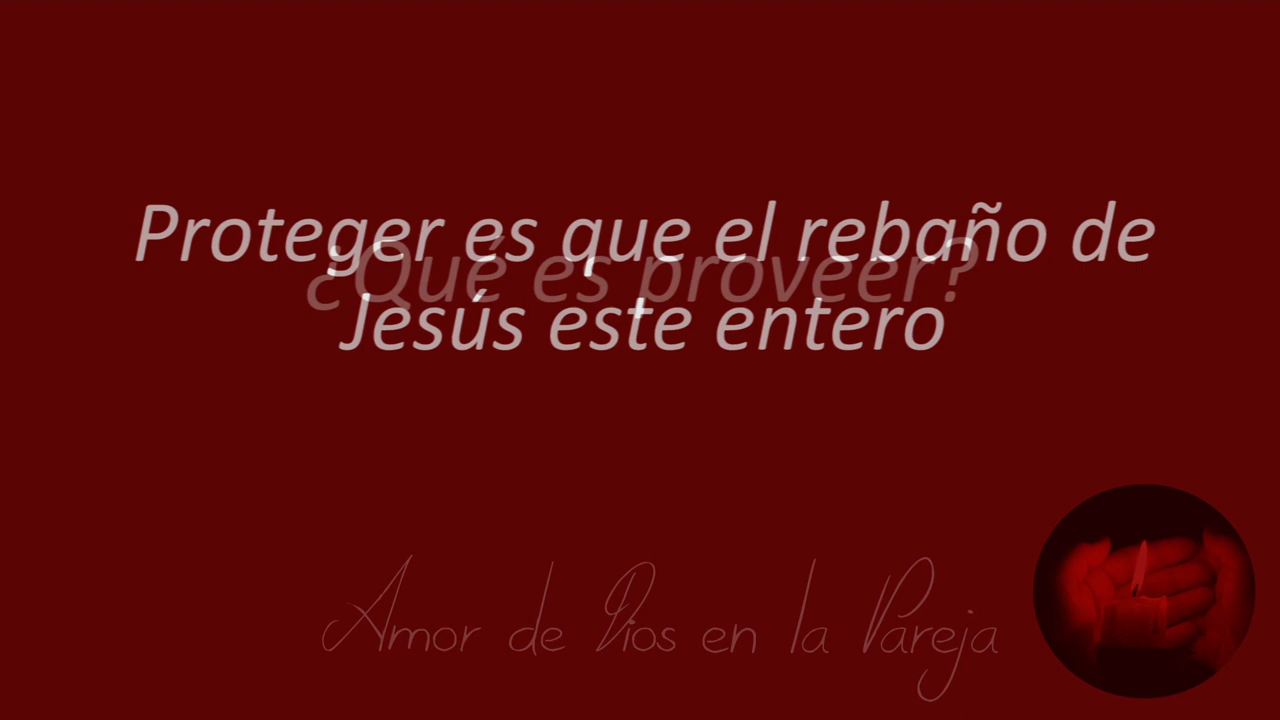 Proteger es que el rebaño de
¿Qué es proveer?
Jesús este entero
Amor de Dios en la Pareja